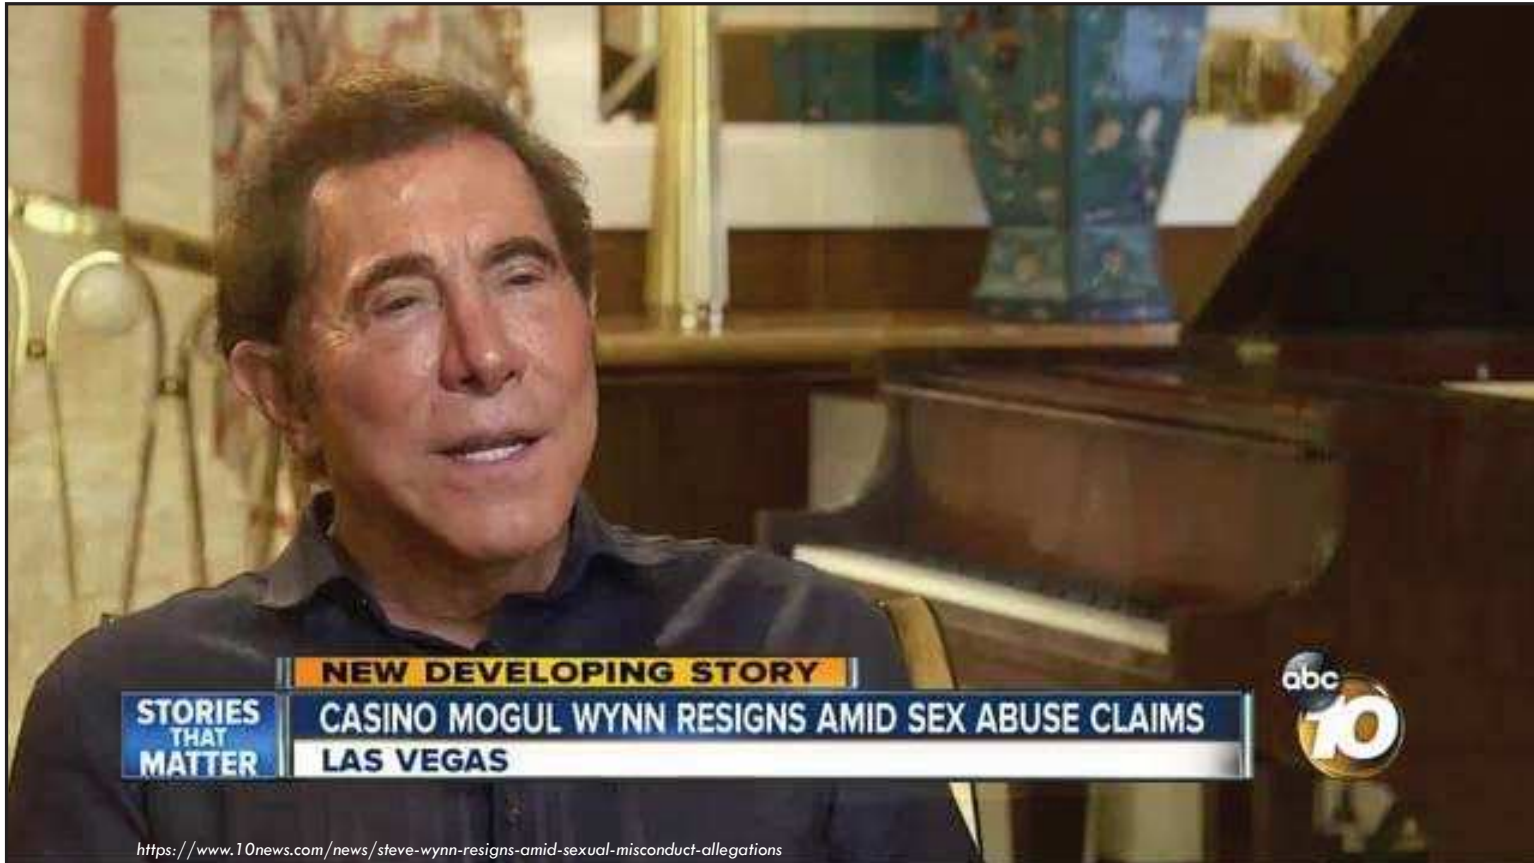 NEW DEVELOPING STORY
STORIES
THAT
MATTER
CASINO MOGUL WYNN RESIGNS AMID SEX ABUSE CLAIMS
LAS VEGAS
abc
10
https://www.10news.com/news/steve-wynn-resigns-amid-sexual-misconduct-allegations